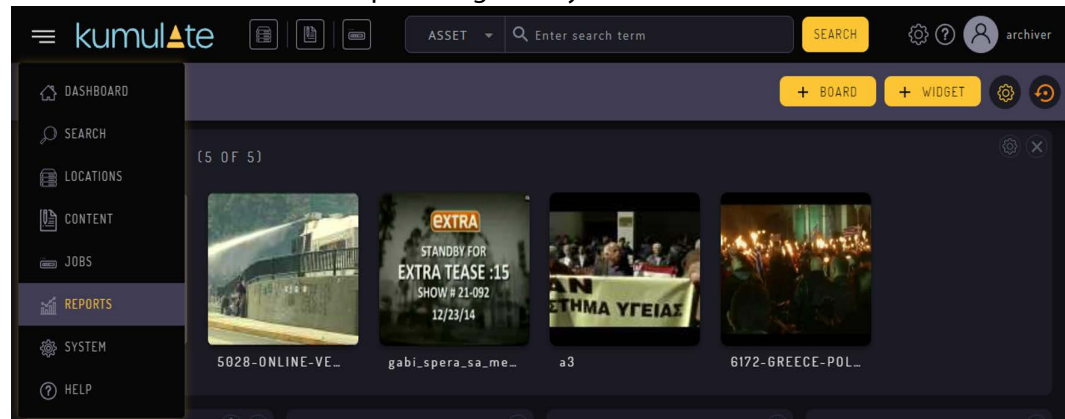 kumulate
ASSET
Enter search term
SEARCH
archiver
DASHBOARD
SEARCH
LOCATIONS
CONTENT
JOBS
REPORTS
SYSTEM
HELP
+ BOARD
+ WIDGET
(5 OF 5)
extra
STANDBY FOR
EXTRA TEASE :15
SHOW # 21-092
12/23/14
ΣΤΗΜΑ ΥΓΕΙΑΣ
5028-ONLINE-VE…
gabi_spera_sa_me…
a3
6172-GREECE-POL…